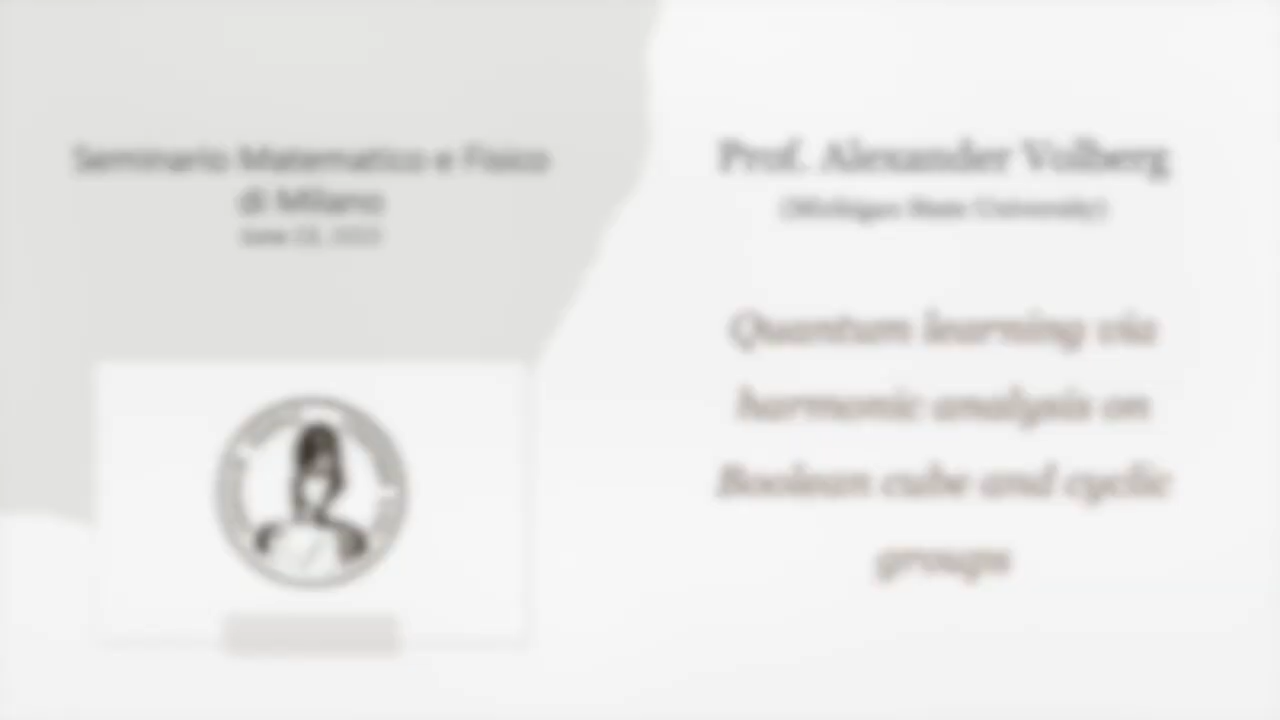 Seminario Matematico e Fisico
di Milano
June
Prof. Alexander Volberg
(Michigan State University)
Quantum learning via
harmonic analysis on
Boolean cube and cyclic
groups